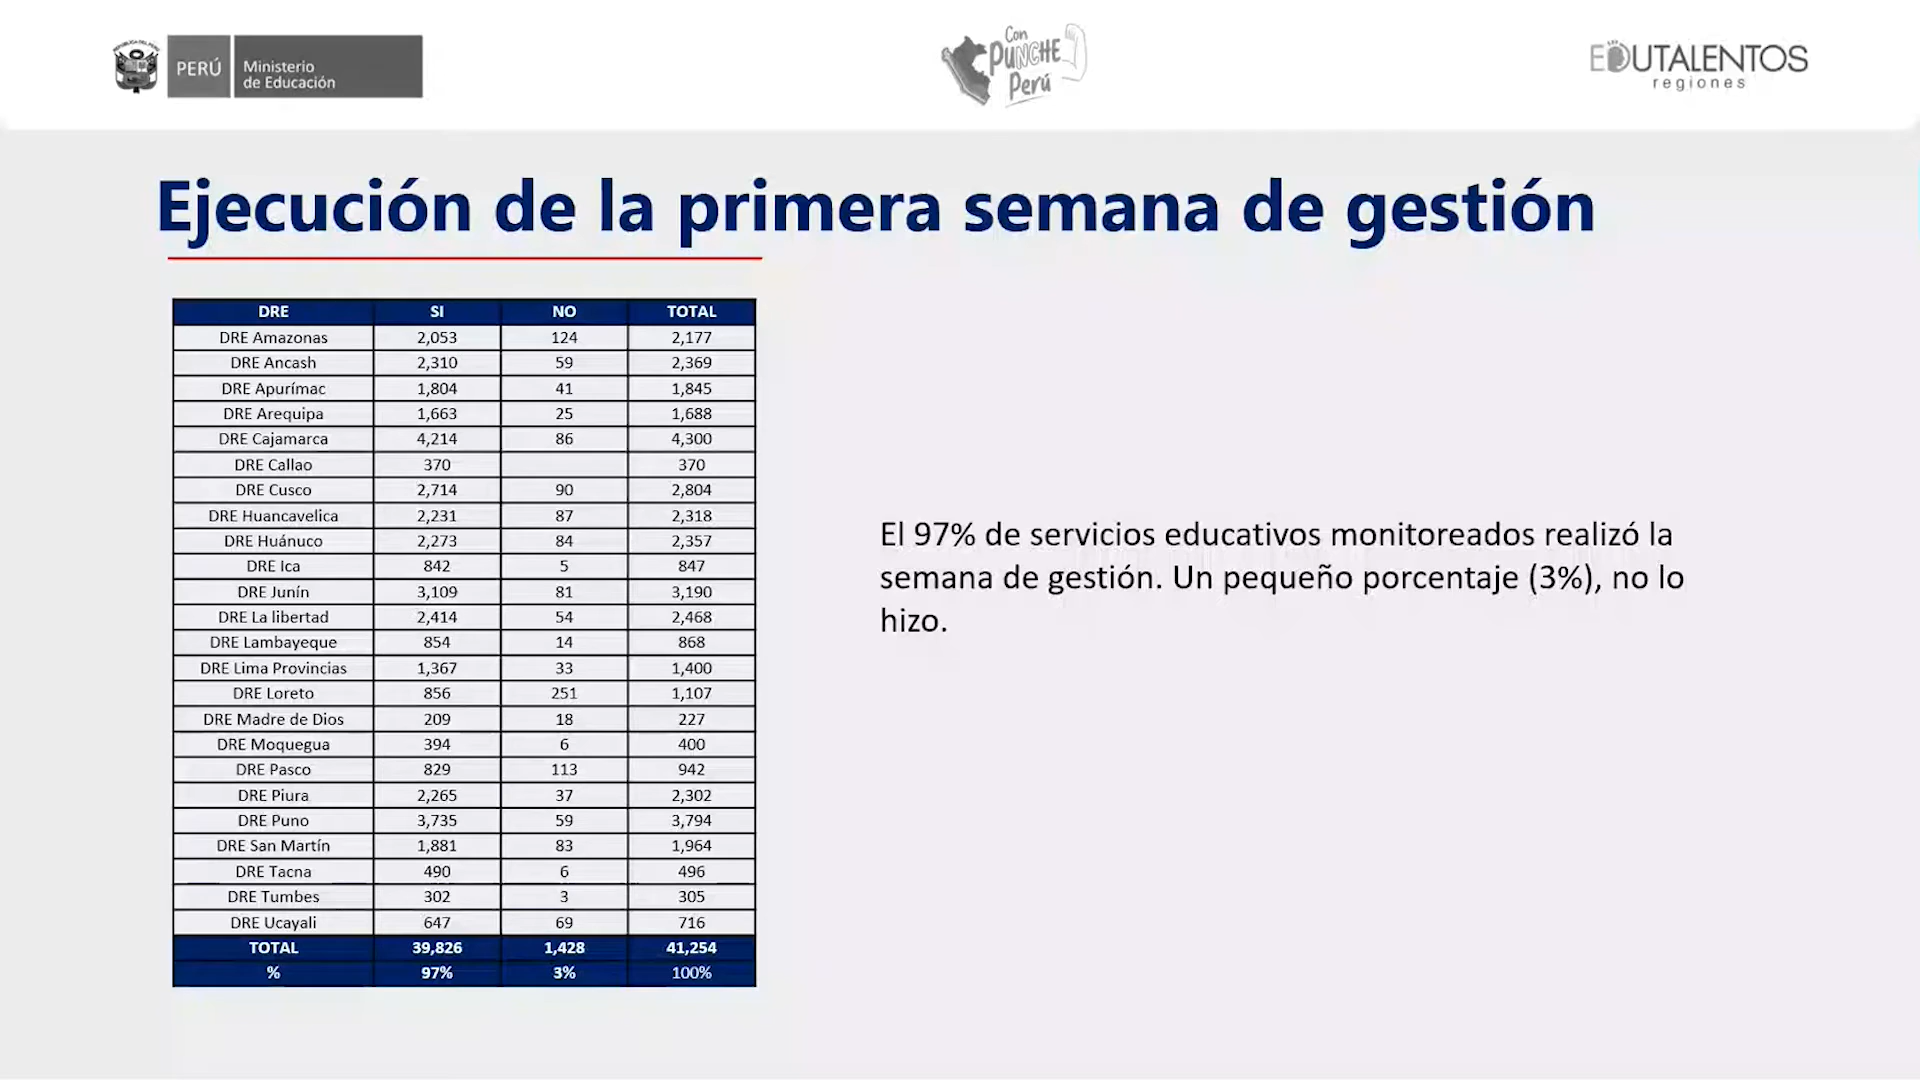 REPÚBLICA DEL PERÚ
PERÚ
Ministerio
de Educación
Con
PUNCHE
Perú
EDUTALENTOS
regiones
Ejecución de la primera semana de gestión
DRE SI NO TOTAL
DRE Amazonas 2,053 124 2,177
DRE Ancash 2,310 59 2,369
DRE Apurímac 1,804 41 1,845
DRE Arequipa 1,663 25 1,688
DRE Cajamarca 4,214 86 4,300
DRE Callao 370 370
DRE Cusco 2,714 90 2,804
DRE Huancavelica 2,231 87 2,318
DRE Huánuco 2,273 84 2,357
DRE Ica 842 5 847
DRE Junín 3,109 81 3,190
DRE La libertad 2,414 54 2,468
DRE Lambayeque 854 14 868
DRE Lima Provincias 1,367 33 1,400
DRE Loreto 856 251 1,107
DRE Madre de Dios 209 18 227
DRE Moquegua 394 6 400
DRE Pasco 829 113 942
DRE Piura 2,265 37 2,302
DRE Puno 3,735 59 3,794
DRE San Martín 1,881 83 1,964
DRE Tacna 490 6 496
DRE Tumbes 302 3 305
DRE Ucayali 647 69 716
TOTAL 39,826 1,428 41,254
% 97% 3% 100%
El 97% de servicios educativos monitoreados realizó la
semana de gestión. Un pequeño porcentaje (3%), no lo
hizo.